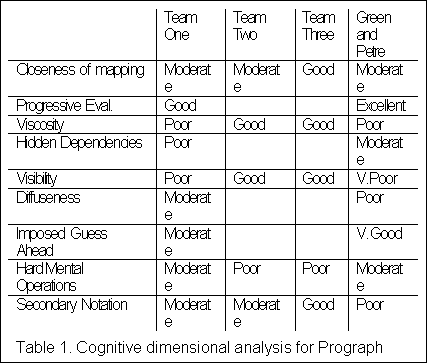 Team One Team Two Team Three Green and Petre
Closeness of mapping Moderate Moderate Good Moderate
Progressive Eval. Good Excellent
Viscosity Poor Good Good Poor
Hidden Dependencies Poor Moderate
Visibility Poor Good Good V.Poor
Diffuseness Moderate Poor
Imposed Guess Ahead Moderate V.Good
Hard Mental Operations Moderate Poor Poor Moderate
Secondary Notation Moderate Moderate Good Poor
Table 1. Cognitive dimensional analysis for Prograph